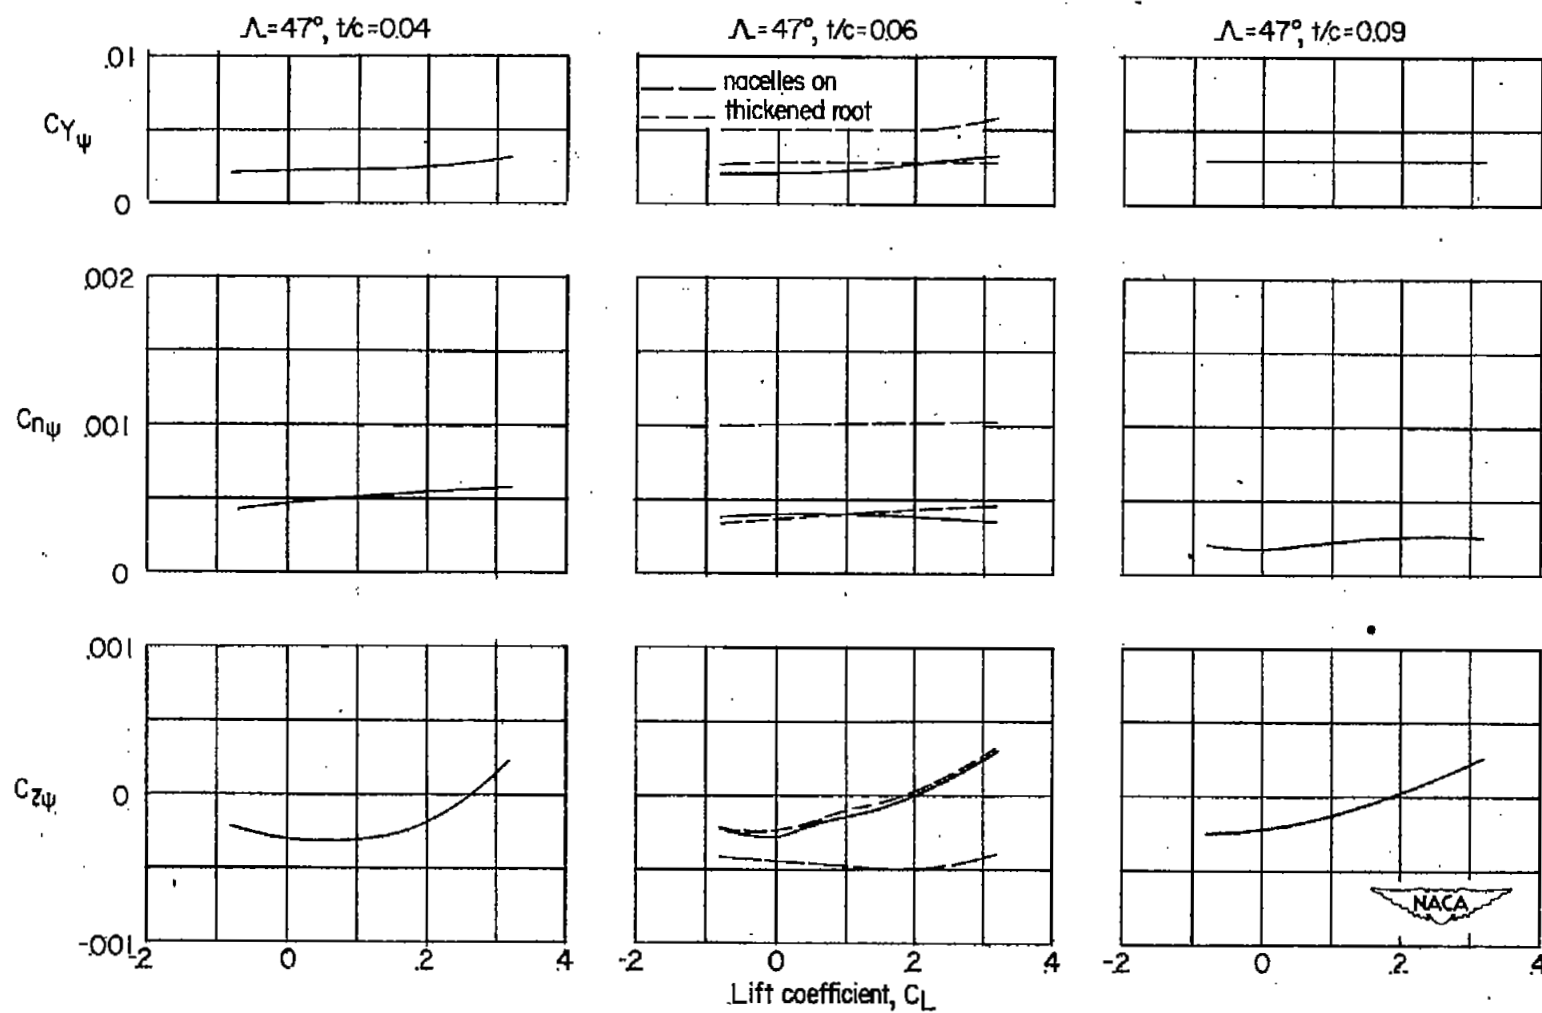 Λ=47°, t/c=0.04
Λ=47°, t/c=0.06
Λ=47°, t/c=0.09
.01
CYψ
0
nacelles on
thickened root
.002
Cnψ
.001
0
.001
Clψ
0
-.001
-.2 0 .2 .4
-.2 0 .2 .4
-.2 0 .2 .4
Lift coefficient, CL
NACA